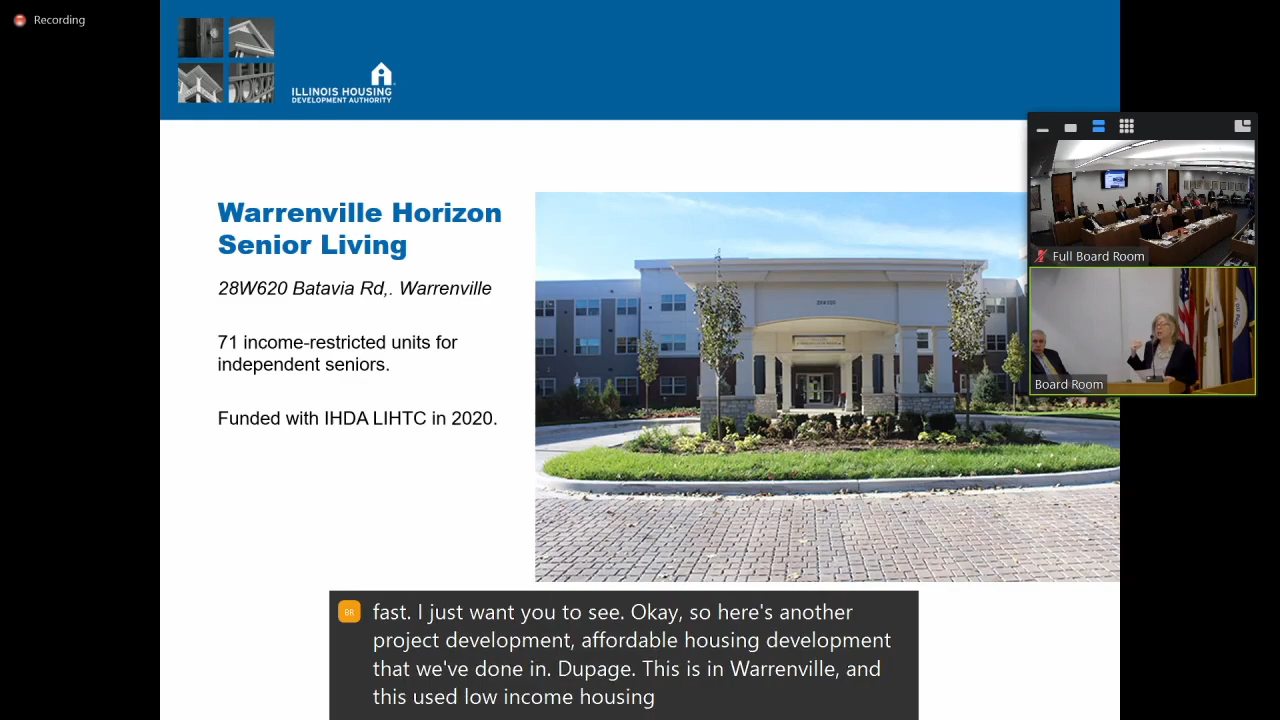 Recording
ILLINOIS HOUSING
DEVELOPMENT AUTHORITY
Warrenville Horizon
Senior Living
28W620 Batavia Rd,. Warrenville
71 income-restricted units for
independent seniors.
Funded with IHDA LIHTC in 2020.
Full Board Room
Board Room
BR
fast. I just want you to see. Okay, so here's another
project development, affordable housing development
that we've done in. Dupage. This is in Warrenville, and
this used low income housing